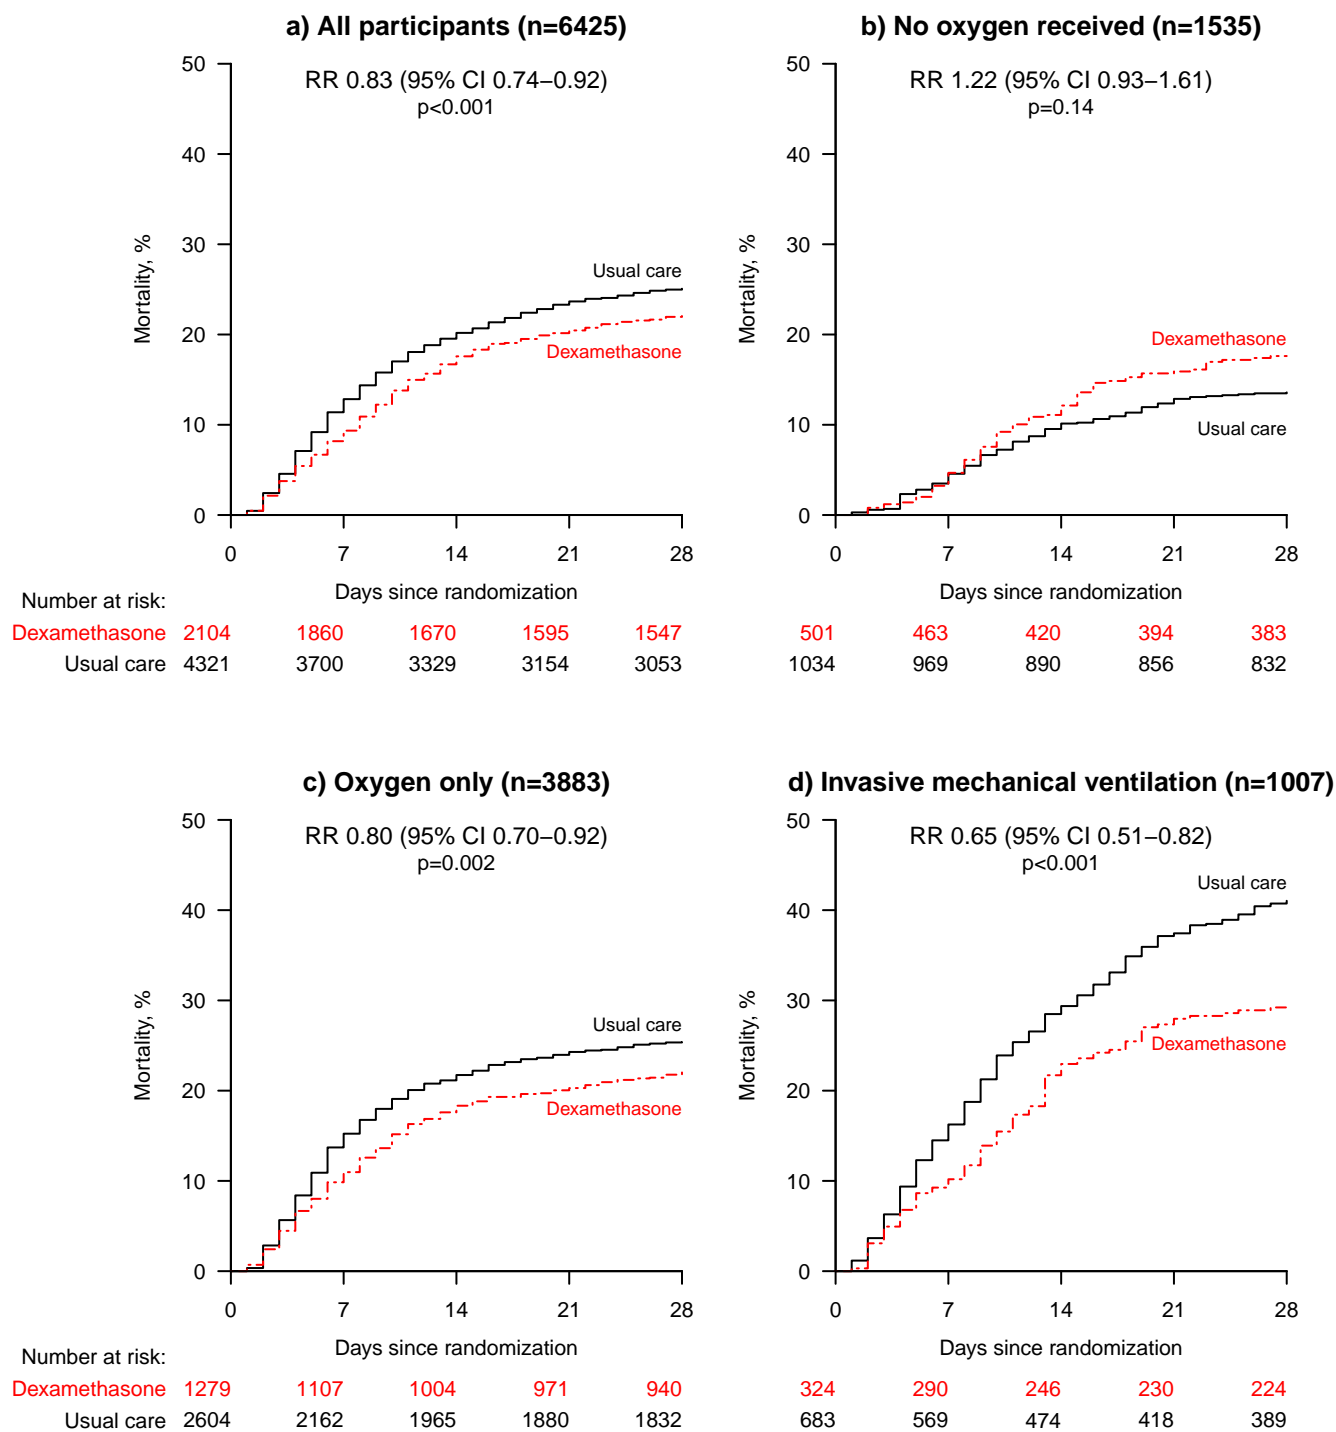 a) All participants (n=6425)
RR 0.83 (95% CI 0.74−0.92)
p<0.001
50
40
30
20
10
0
Mortality, %
Usual care
Dexamethasone
0 7 14 21 28
Days since randomization
Number at risk:
Dexamethasone 2104 1860 1670 1595 1547
Usual care 4321 3700 3329 3154 3053
b) No oxygen received (n=1535)
RR 1.22 (95% CI 0.93−1.61)
p=0.14
50
40
30
20
10
0
Mortality, %
Dexamethasone
Usual care
0 7 14 21 28
Days since randomization
501 463 420 394 383
1034 969 890 856 832
c) Oxygen only (n=3883)
RR 0.80 (95% CI 0.70−0.92)
p=0.002
50
40
30
20
10
0
Mortality, %
Usual care
Dexamethasone
0 7 14 21 28
Days since randomization
Number at risk:
Dexamethasone 1279 1107 1004 971 940
Usual care 2604 2162 1965 1880 1832
d) Invasive mechanical ventilation (n=1007)
RR 0.65 (95% CI 0.51−0.82)
p<0.001
50
40
30
20
10
0
Mortality, %
Usual care
Dexamethasone
0 7 14 21 28
Days since randomization
324 290 246 230 224
683 569 474 418 389